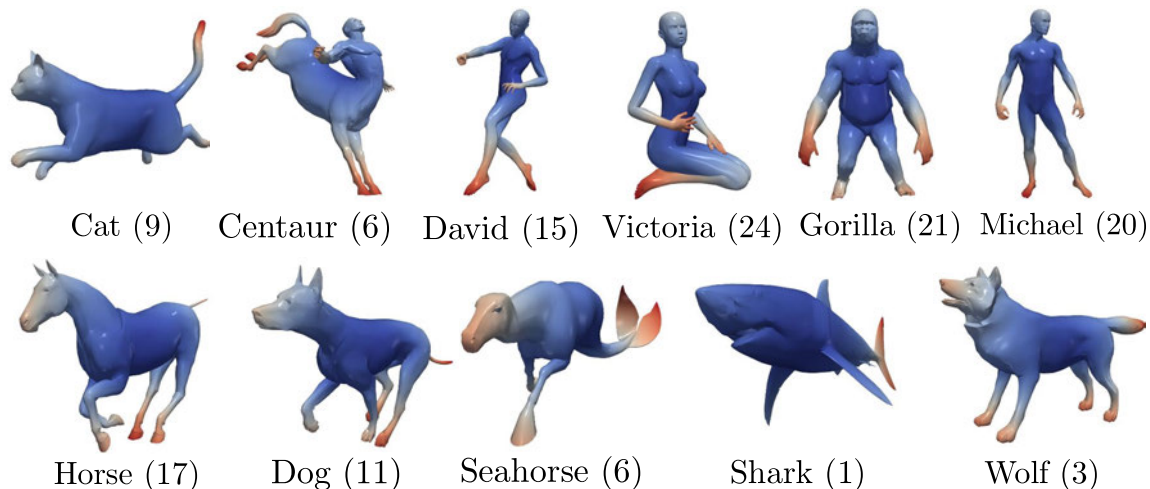 Cat (9) Centaur (6) David (15) Victoria (24) Gorilla (21) Michael (20)
Horse (17) Dog (11) Seahorse (6) Shark (1) Wolf (3)